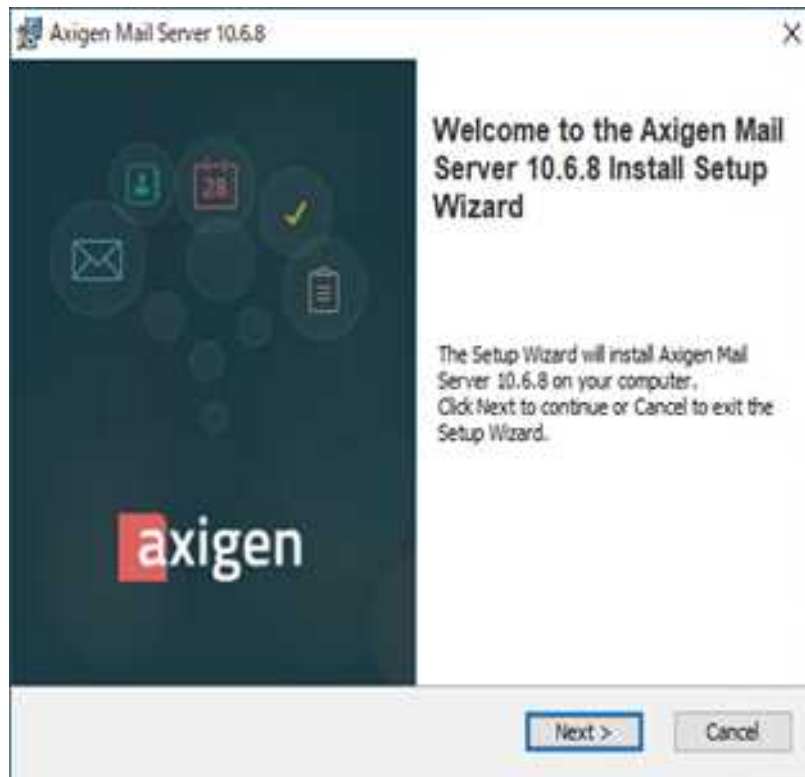 Axigen Mail Server 10.6.8
Welcome to the Axigen Mail
Server 10.6.8 Install Setup
Wizard
28
The Setup Wizard will install Axigen Mail
Server 10.6.8 on your computer.
Click Next to continue or Cancel to exit the
Setup Wizard.
axigen
Next >
Cancel